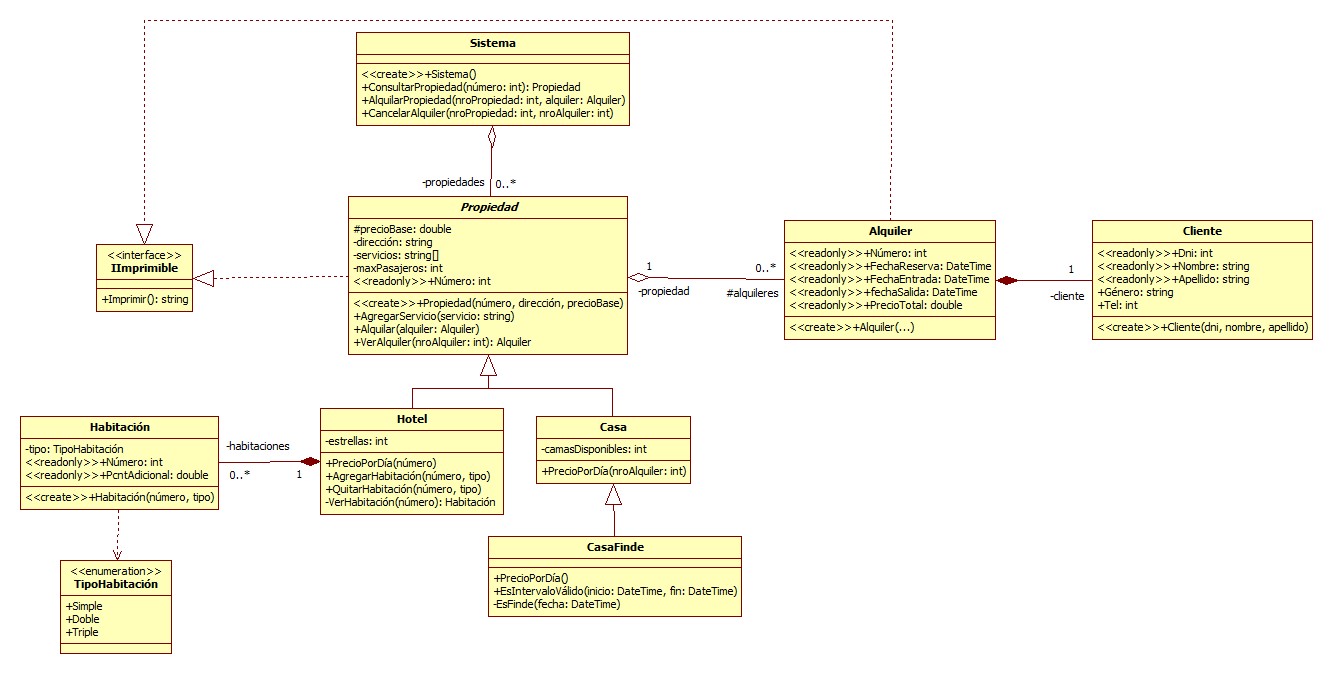 Sistema
<<create>>+Sistema()
+ConsultarPropiedad(número: int): Propiedad
+AlquilarPropiedad(nroPropiedad: int, alquiler: Alquiler)
+CancelarAlquiler(nroPropiedad: int, nroAlquiler: int)
-propiedades
0..*
Propiedad
#precioBase: double
-dirección: string
-servicios: string[]
-maxPasajeros: int
<<readonly>>+Número: int
<<create>>+Propiedad(número, dirección, precioBase)
+AgregarServicio(servicio: string)
+Alquilar(alquiler: Alquiler)
+VerAlquiler(nroAlquiler: int): Alquiler
<<interface>>
IImprimible
+Imprimir(): string
1
-propiedad
0..*
#alquileres
Alquiler
<<readonly>>+Número: int
<<readonly>>+FechaReserva: DateTime
<<readonly>>+FechaEntrada: DateTime
<<readonly>>+fechaSalida: DateTime
<<readonly>>+PrecioTotal: double
<<create>>+Alquiler(...)
1
-cliente
Cliente
<<readonly>>+Dni: int
<<readonly>>+Nombre: string
<<readonly>>+Apellido: string
+Género: string
+Tel: int
<<create>>+Cliente(dni, nombre, apellido)
Habitación
-tipo: TipoHabitación
<<readonly>>+Número: int
<<readonly>>+PcntAdicional: double
<<create>>+Habitación(número, tipo)
-habitaciones
0..*
1
Hotel
-estrellas: int
+PrecioPorDía(número)
+AgregarHabitación(número, tipo)
+QuitarHabitación(número, tipo)
-VerHabitación(número): Habitación
Casa
-camasDisponibles: int
+PrecioPorDía(nroAlquiler: int)
CasaFinde
+PrecioPorDía()
+EsIntervaloVálido(inicio: DateTime, fin: DateTime)
-EsFinde(fecha: DateTime)
<<enumeration>>
TipoHabitación
+Simple
+Doble
+Triple